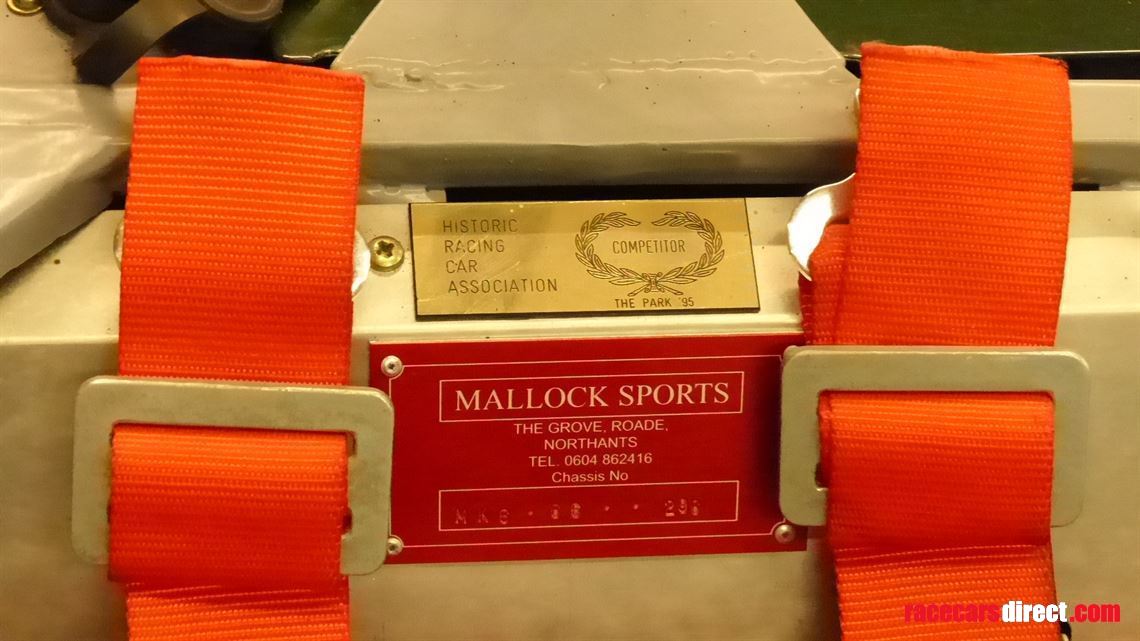 HISTORIC
RACING
CAR
ASSOCIATION
COMPETITOR
THE PARK '95
MALLOCK SPORTS
THE GROVE, ROADE,
NORTHANTS
TEL. 0604 862416
Chassis No
racecarsdirect.com